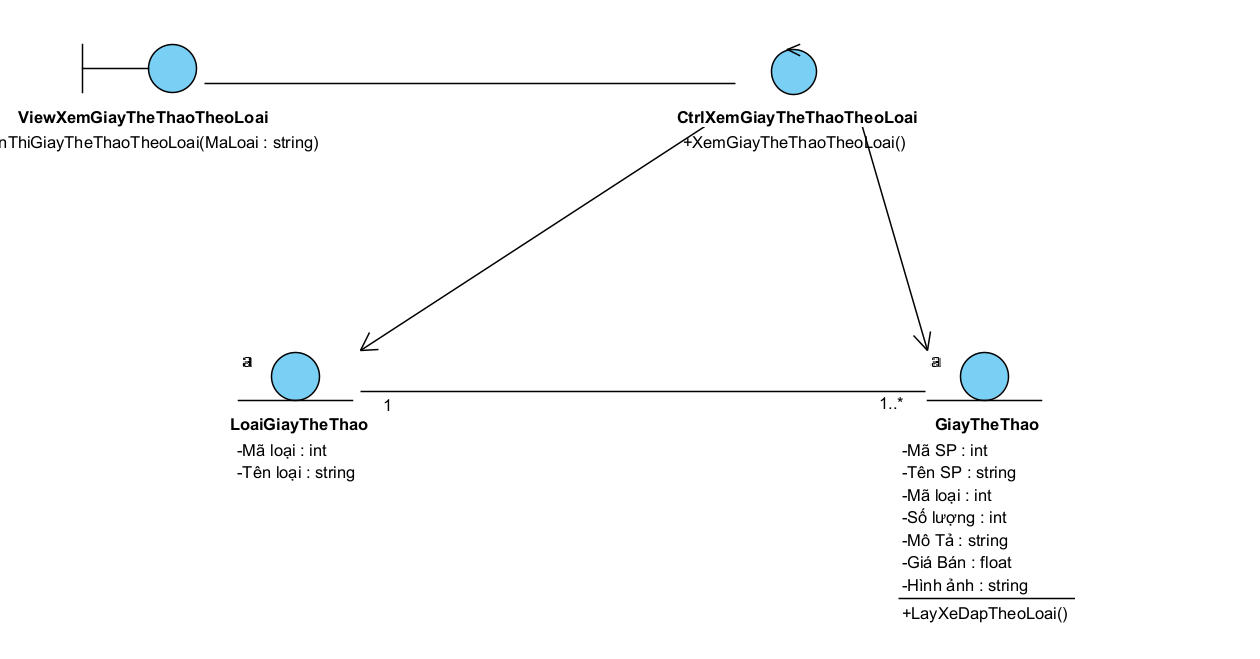 ViewXemGiayTheThaoTheoLoai
nThiGiayTheThaoTheoLoai(MaLoai : string)
CtrlXemGiayTheThaoTheoLoai
+XemGiayTheThaoTheoLoai()
a
LoaiGiayTheThao
-Mã loại : int
-Tên loại : string
1
1..*
a
GiayTheThao
-Mã SP : int
-Tên SP : string
-Mã loại : int
-Số lượng : int
-Mô Tả : string
-Giá Bán : float
-Hình ảnh : string
+LayXeDapTheoLoai()